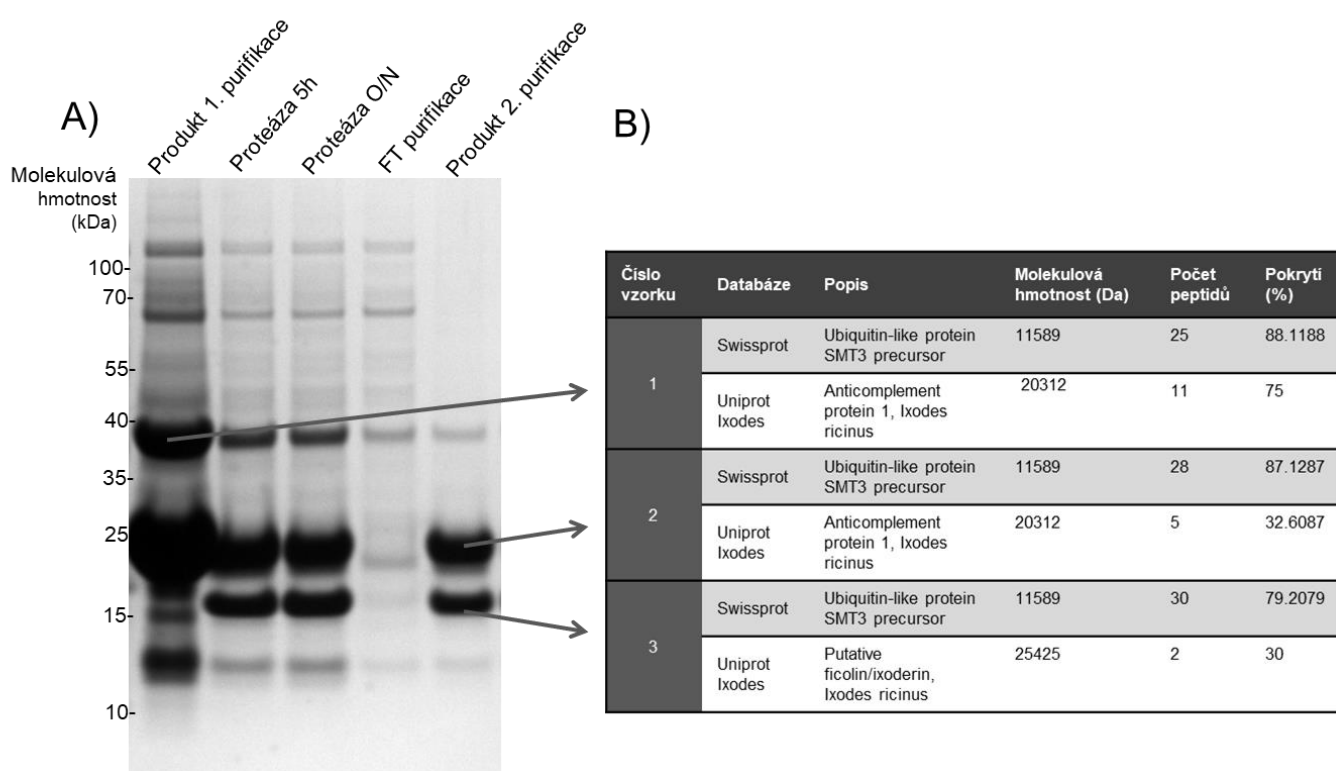 A)
Produkt 1. purifikace
Proteáza 5h
Proteáza O/N
FT purifikace
Produkt 2. purifikace
Molekulová
hmotnost
(kDa)
100-
70-
55-
40-
35-
25
15-
10-
B)
Číslo
vzorku
Databáze
Popis
Molekulová
hmotnost (Da)
Počet
peptidů
Pokrytí
(%)
1
Swissprot
Ubiquitin-like protein
SMT3 precursor
11589
25
88.1188
Uniprot
Ixodes
Anticomplement
protein 1, Ixodes
ricinus
20312
11
75
2
Swissprot
Ubiquitin-like protein
SMT3 precursor
11589
28
87.1287
Uniprot
Ixodes
Anticomplement
protein 1, Ixodes
ricinus
20312
5
32.6087
3
Swissprot
Ubiquitin-like protein
SMT3 precursor
11589
30
79.2079
Uniprot
Ixodes
Putative
ficolin/ixoderin,
Ixodes ricinus
25425
2
30